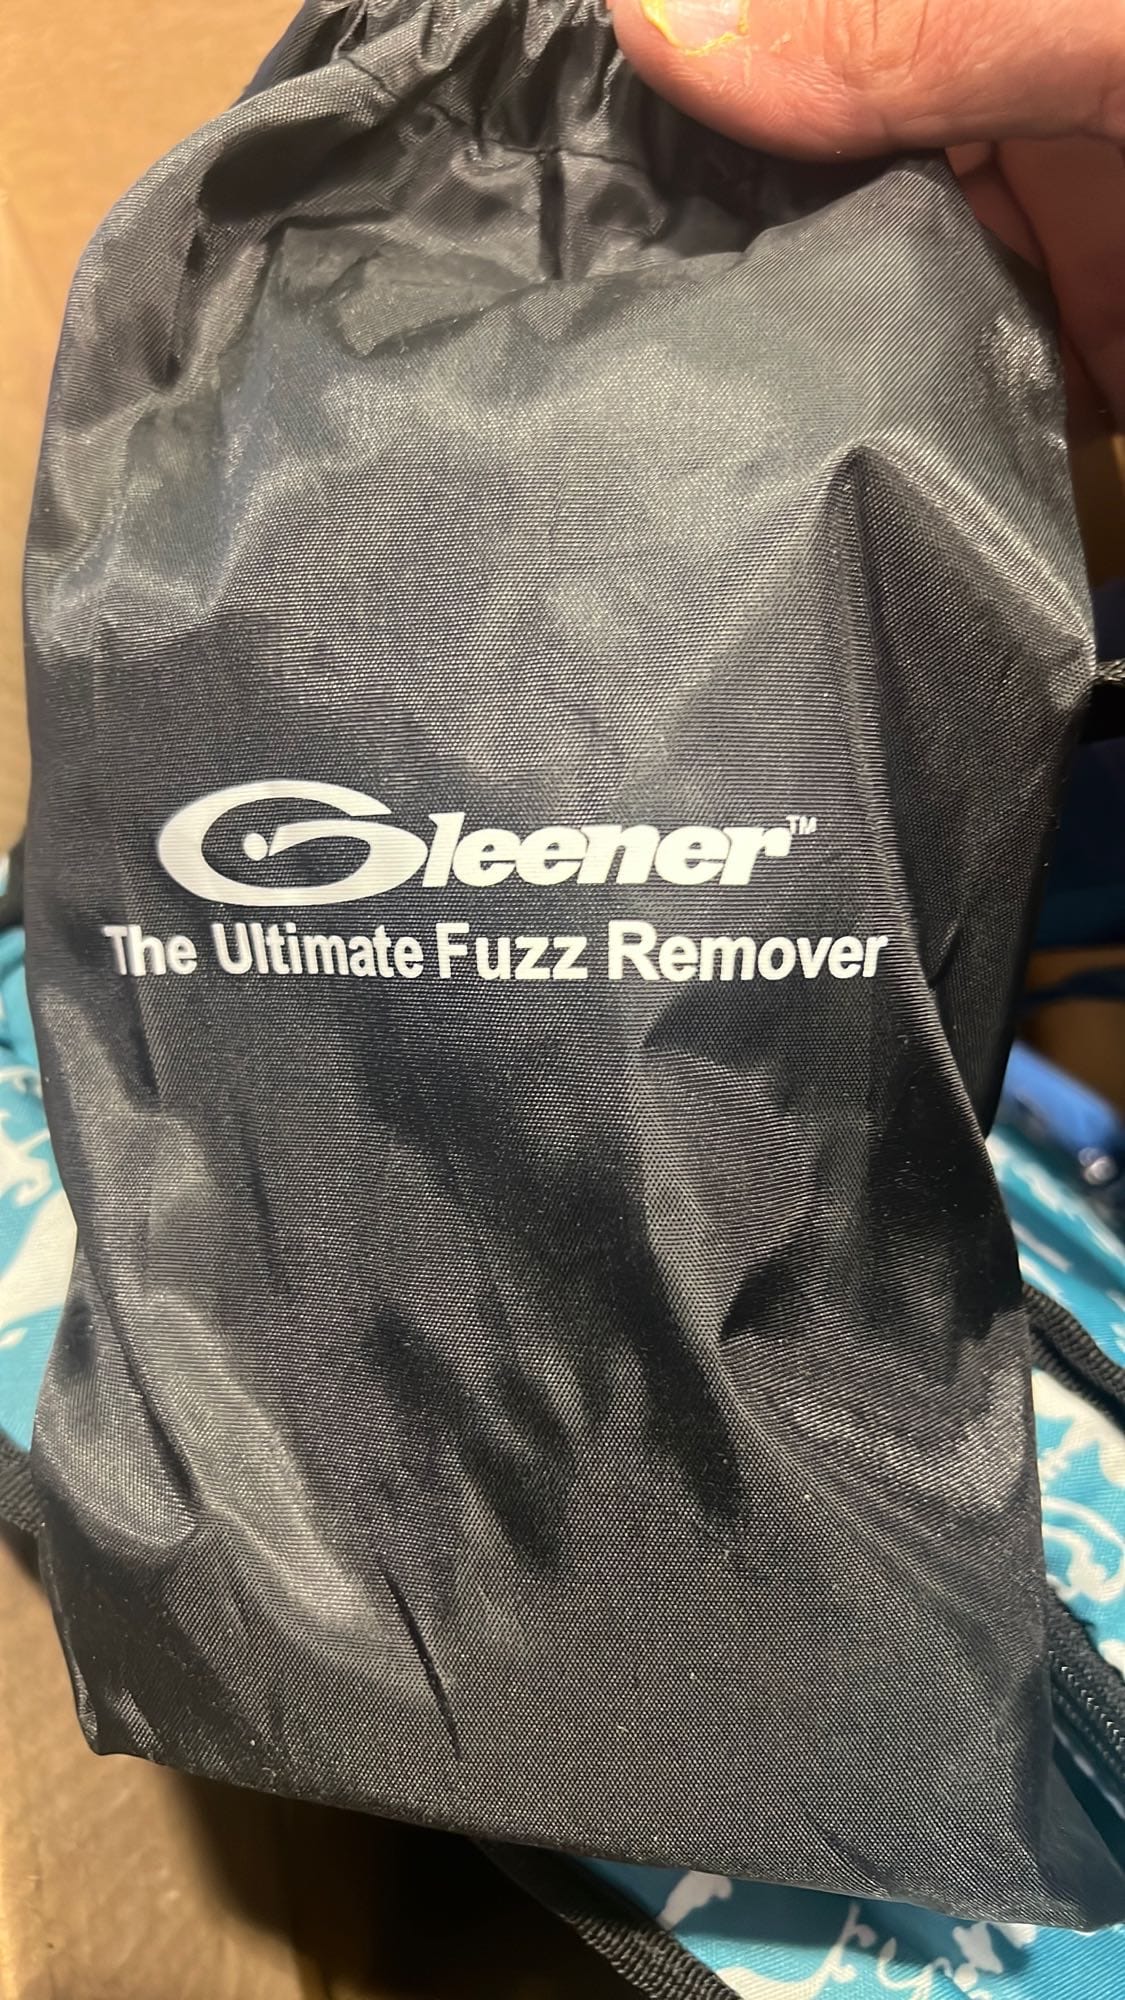 Gleener™
The Ultimate Fuzz Remover